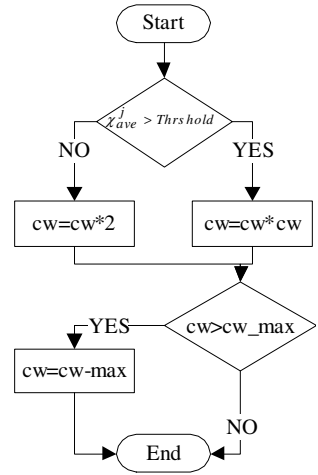 Start
χ^j_ave > Thrshold
NO
YES
cw=cw*2
cw=cw*cw
cw>cw_max
YES
cw=cw-max
NO
End